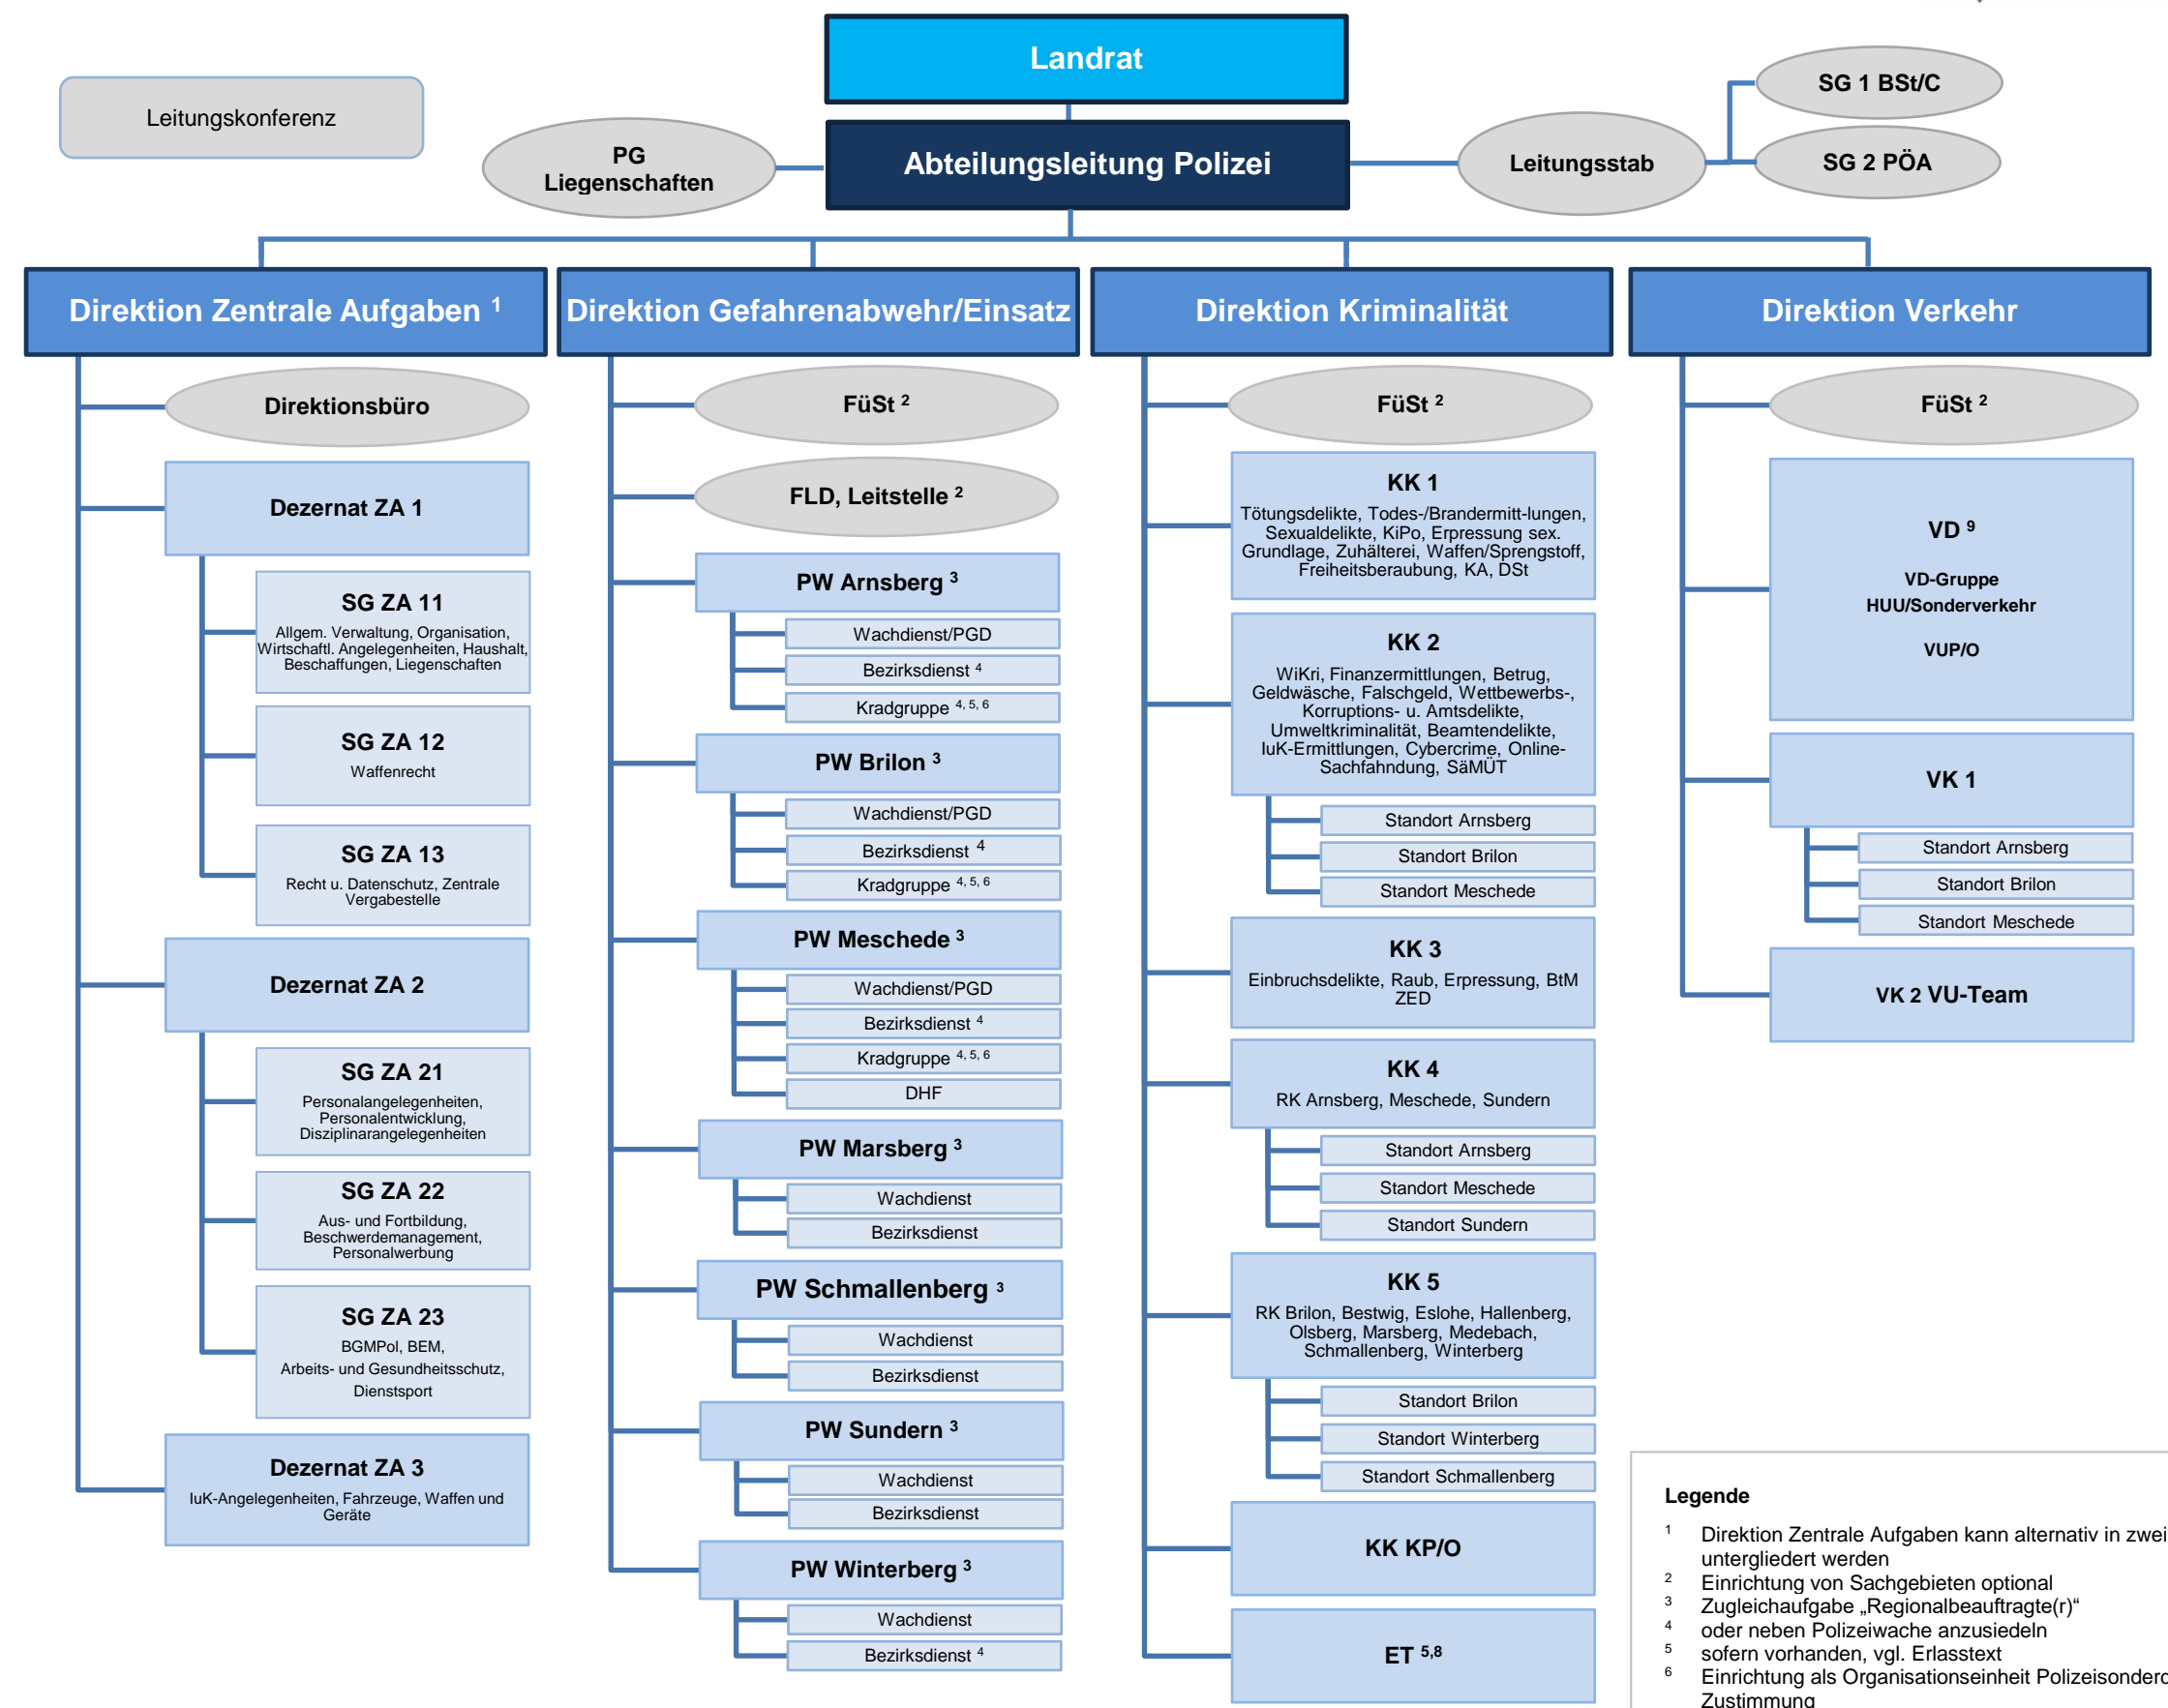 Landrat
Leitungskonferenz
PG
Liegenschaften
Abteilungsleitung Polizei
Leitungsstab
SG 1 BSt/C
SG 2 PÖA
Direktion Zentrale Aufgaben 1
Direktionsbüro
Dezernat ZA 1
SG ZA 11
Allgem. Verwaltung, Organisation,
Wirtschaftl. Angelegenheiten, Haushalt,
Beschaffungen, Liegenschaften
SG ZA 12
Waffenrecht
SG ZA 13
Recht u. Datenschutz, Zentrale
Vergabestelle
Dezernat ZA 2
SG ZA 21
Personalangelegenheiten,
Personalentwicklung,
Disziplinarangelegenheiten
SG ZA 22
Aus- und Fortbildung,
Beschwerdemanagement,
Personalwerbung
SG ZA 23
BGMPol, BEM,
Arbeits- und Gesundheitsschutz,
Dienstsport
Dezernat ZA 3
IuK-Angelegenheiten, Fahrzeuge, Waffen und
Geräte
Direktion Gefahrenabwehr/Einsatz
FüSt 2
FLD, Leitstelle 2
PW Arnsberg 3
Wachdienst/PGD
Bezirksdienst 4
Kradgruppe 4, 5, 6
PW Brilon 3
Wachdienst/PGD
Bezirksdienst 4
Kradgruppe 4, 5, 6
PW Meschede 3
Wachdienst/PGD
Bezirksdienst 4
Kradgruppe 4, 5, 6
DHF
PW Marsberg 3
Wachdienst
Bezirksdienst
PW Schmallenberg 3
Wachdienst
Bezirksdienst
PW Sundern 3
Wachdienst
Bezirksdienst
PW Winterberg 3
Wachdienst
Bezirksdienst 4
Direktion Kriminalität
FüSt 2
KK 1
Tötungsdelikte, Todes-/Brandermitt-lungen,
Sexualdelikte, KiPo, Erpressung sex.
Grundlage, Zuhälterei, Waffen/Sprengstoff,
Freiheitsberaubung, KA, DSt
KK 2
WiKri, Finanzermittlungen, Betrug,
Geldwäsche, Falschgeld, Wettbewerbs-,
Korruptions- u. Amtsdelikte,
Umweltkriminalität, Beamtendelikte,
IuK-Ermittlungen, Cybercrime, Online-
Sachfahndung, SäMÜT
Standort Arnsberg
Standort Brilon
Standort Meschede
KK 3
Einbruchsdelikte, Raub, Erpressung, BtM
ZED
KK 4
RK Arnsberg, Meschede, Sundern
Standort Arnsberg
Standort Meschede
Standort Sundern
KK 5
RK Brilon, Bestwig, Eslohe, Hallenberg,
Olsberg, Marsberg, Medebach,
Schmallenberg, Winterberg
Standort Brilon
Standort Winterberg
Standort Schmallenberg
KK KP/O
ET 5,8
Direktion Verkehr
FüSt 2
VD 9
VD-Gruppe
HUU/Sonderverkehr
VUP/O
VK 1
Standort Arnsberg
Standort Brilon
Standort Meschede
VK 2 VU-Team
Legende
1 Direktion Zentrale Aufgaben kann alternativ in zwei
untergliedert werden
2 Einrichtung von Sachgebieten optional
3 Zugleichaufgabe „Regionalbeauftragte(r)“
4 oder neben Polizeiwache anzusiedeln
5 sofern vorhanden, vgl. Erlasstext
6 Einrichtung als Organisationseinheit
Zustimmung